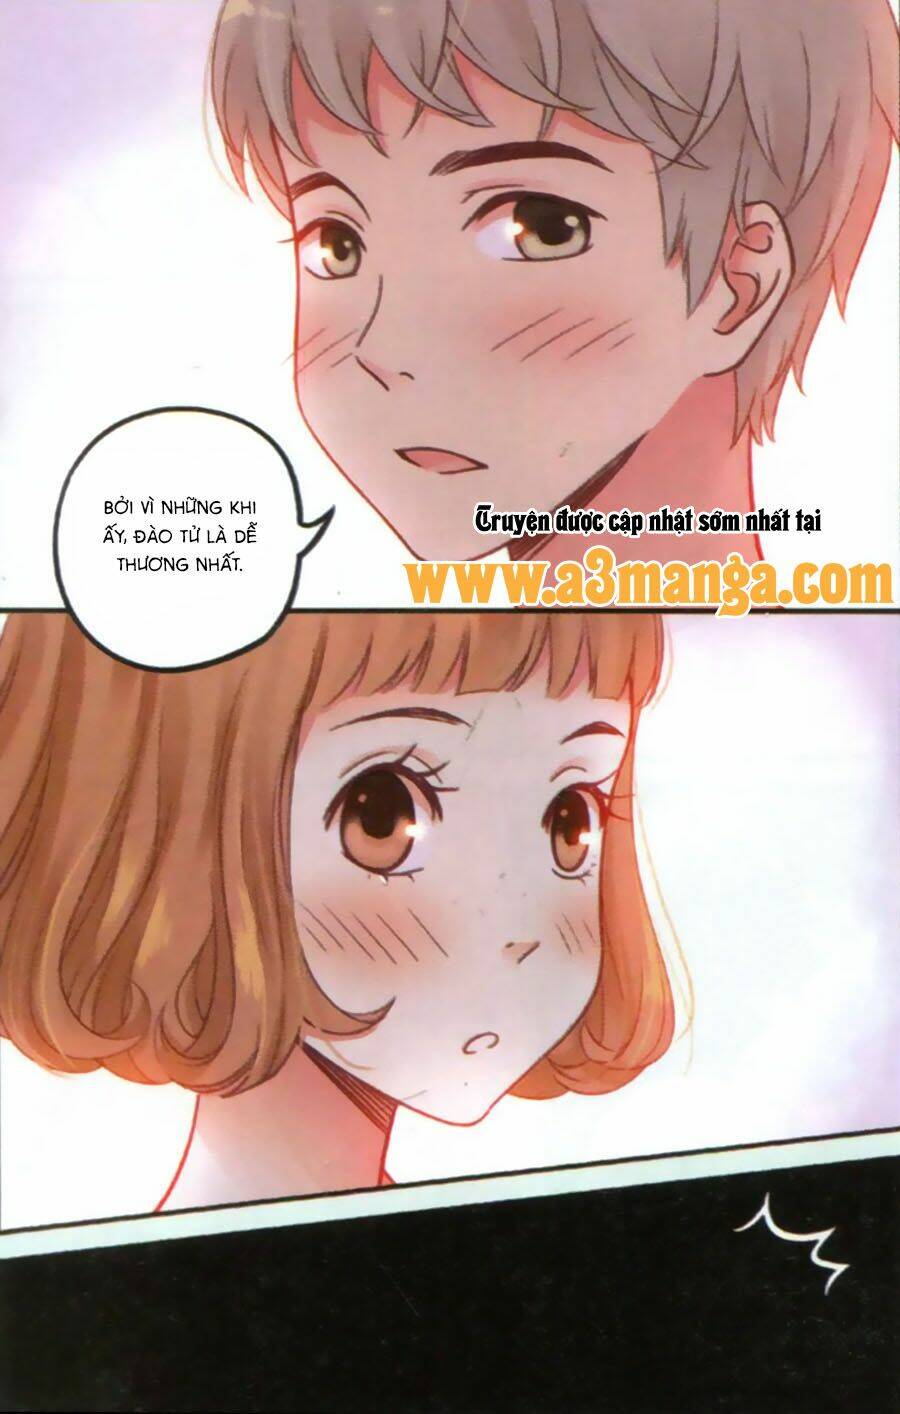 BỞI VÌ NHỮNG KHI
ẤY, ĐÀO TỬ LÀ DỄ
THƯƠNG NHẤT.
Truyện được cập nhật sớm nhất tại
www.a3manga.com